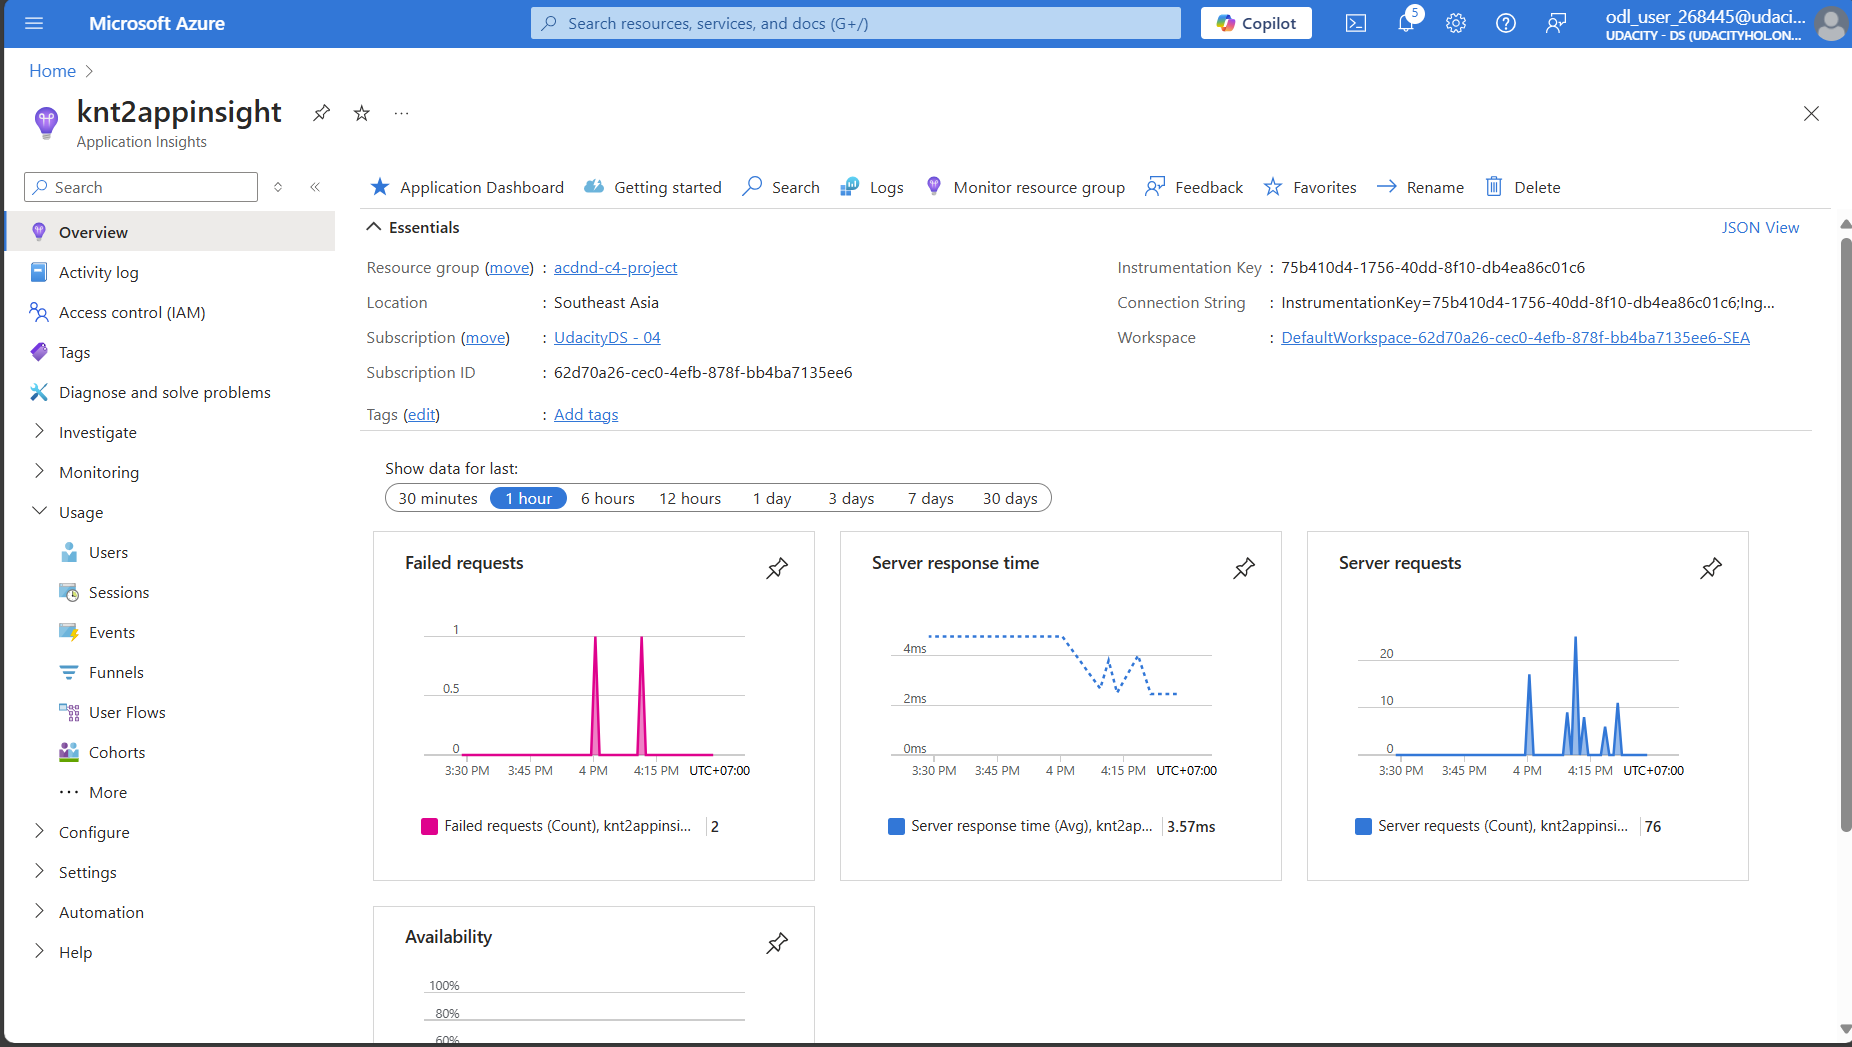 Microsoft Azure
Search resources, services, and docs (G+/)
Copilot
5
odl_user_268445@udaci...
UDACITY - DS (UDACITYHOL.ON...
Home
knt2appinsight
Application Insights
Search
Application Dashboard
Getting started
Search
Logs
Monitor resource group
Feedback
Favorites
Rename
Delete
Overview
Activity log
Access control (IAM)
Tags
Diagnose and solve problems
Investigate
Monitoring
Usage
Users
Sessions
Events
Funnels
User Flows
Cohorts
More
Configure
Settings
Automation
Help
Essentials
JSON View
Resource group (move) : acdnd-c4-project
Location : Southeast Asia
Subscription (move) : UdacityDS - 04
Subscription ID : 62d70a26-cec0-4efb-878f-bb4ba7135ee6
Tags (edit) : Add tags
Instrumentation Key : 75b410d4-1756-40dd-8f10-db4ea86c01c6
Connection String : InstrumentationKey=75b410d4-1756-40dd-8f10-db4ea86c01c6;Ing...
Workspace : DefaultWorkspace-62d70a26-cec0-4efb-878f-bb4ba7135ee6-SEA
Show data for last:
30 minutes 1 hour 6 hours 12 hours 1 day 3 days 7 days 30 days
Failed requests
1
0.5
0
3:30 PM 3:45 PM 4 PM 4:15 PM UTC+07:00
Failed requests (Count), knt2appinsi... 2
Server response time
4ms
2ms
0ms
3:30 PM 3:45 PM 4 PM 4:15 PM UTC+07:00
Server response time (Avg), knt2ap... 3.57ms
Server requests
20
10
0
3:30 PM 3:45 PM 4 PM 4:15 PM UTC+07:00
Server requests (Count), knt2appinsi... 76
Availability
100%
80%
60%